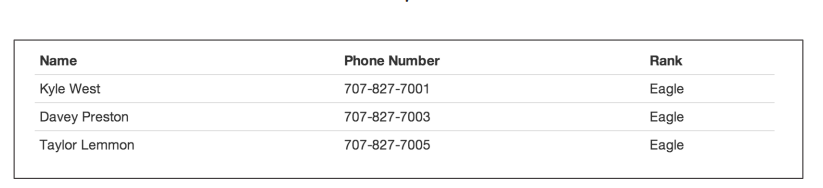 Name Phone Number Rank
Kyle West 707-827-7001 Eagle
Davey Preston 707-827-7003 Eagle
Taylor Lemmon 707-827-7005 Eagle